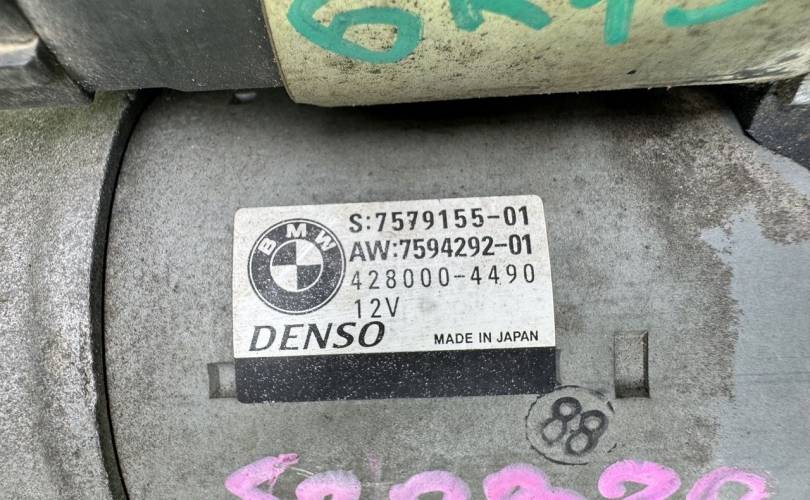 BMW
S:7579155-01
AW:7594292-01
428000-4490
12V
DENSO
MADE IN JAPAN
88